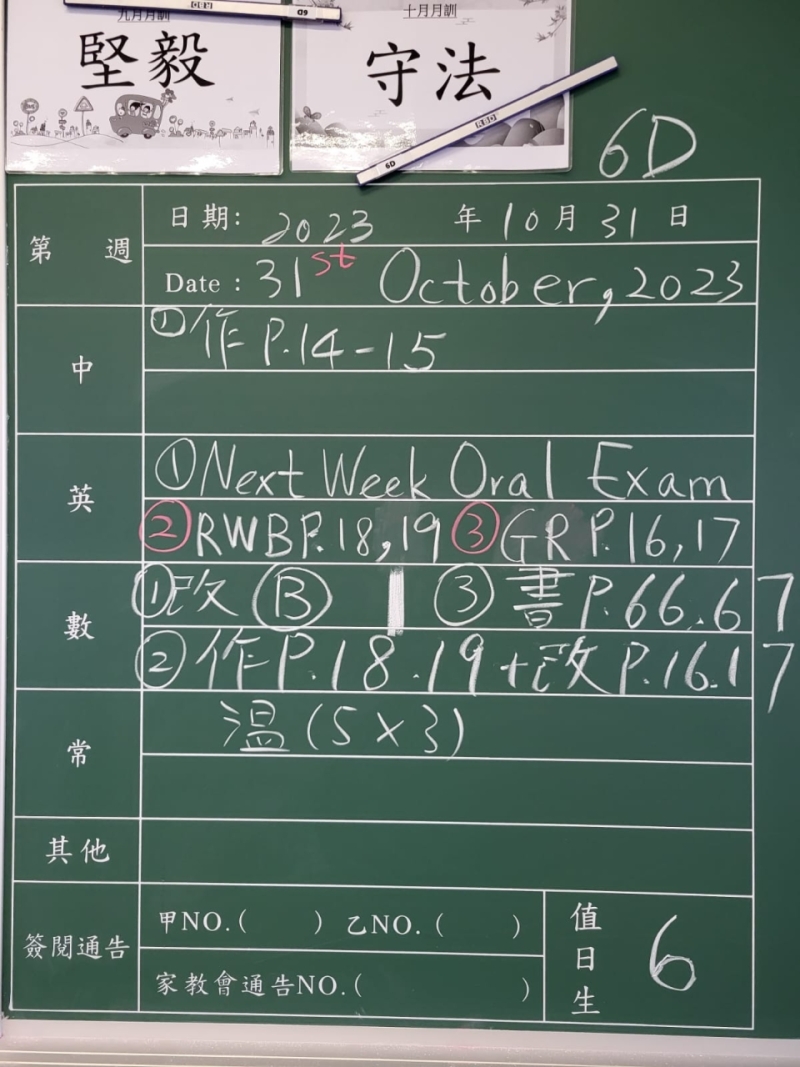 九月月訓
堅毅
十月月訓
守法
6D
6D
第 週
日期: 2023 年 10 月 31 日
Date : 31st October, 2023
中
① 作 P.14-15
英
① Next Week Oral Exam
② RWB P.18,19 ③ GR P.16,17
數
① 改 Ⓑ ③ 書 P.66.67
② 作 P.18.19 + 改 P.16.17
常
溫 (5×3)
其他
簽閱通告
甲NO.( ) 乙NO.( )
家教會通告NO.( )
值日生
6